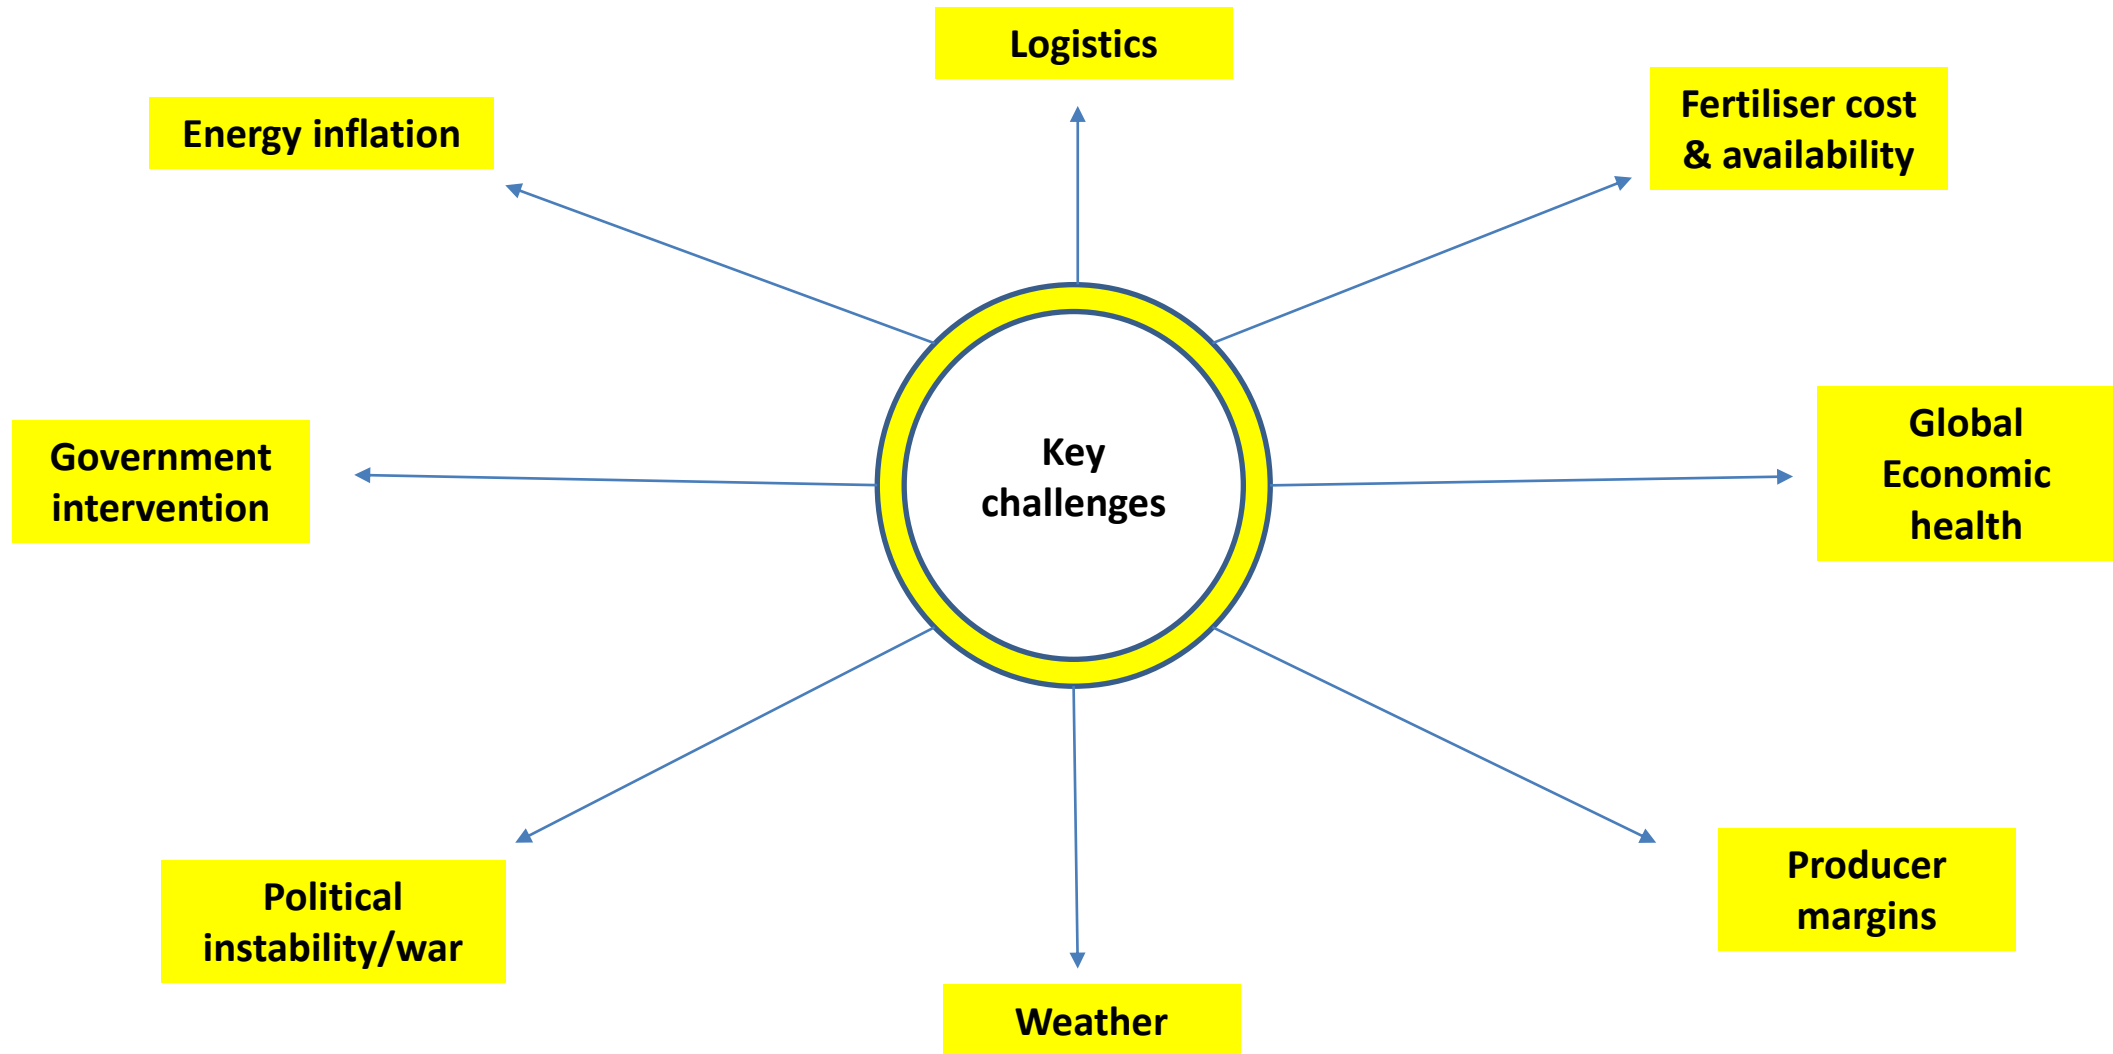 Logistics
Energy inflation
Fertiliser cost
& availability
Government
intervention
Key
challenges
Global
Economic
health
Political
instability/war
Weather
Producer
margins